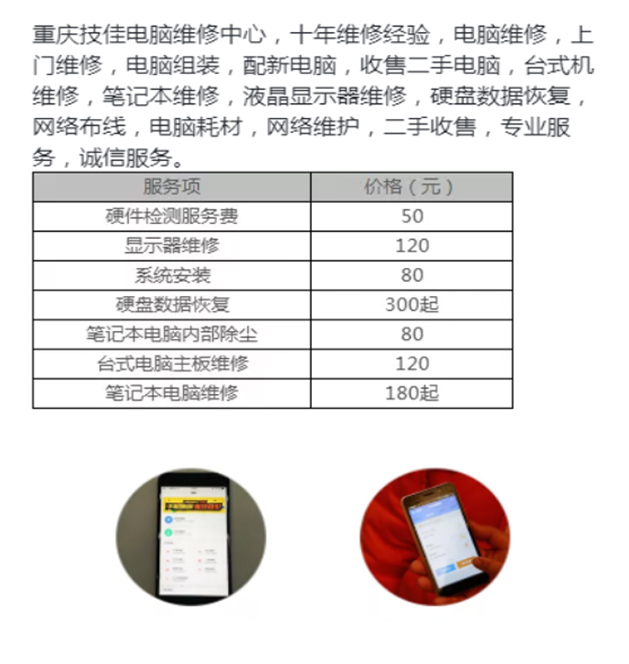 重庆技佳电脑维修中心，十年维修经验，电脑维修，上
门维修，电脑组装，配新电脑，收售二手电脑，台式机
维修，笔记本维修，液晶显示器维修，硬盘数据恢复，
网络布线，电脑耗材，网络维护，二手收售，专业服
务，诚信服务。
服务项 价格（元）
硬件检测服务费 50
显示器维修 120
系统安装 80
硬盘数据恢复 300起
笔记本电脑内部除尘 80
台式电脑主板维修 120
笔记本电脑维修 180起